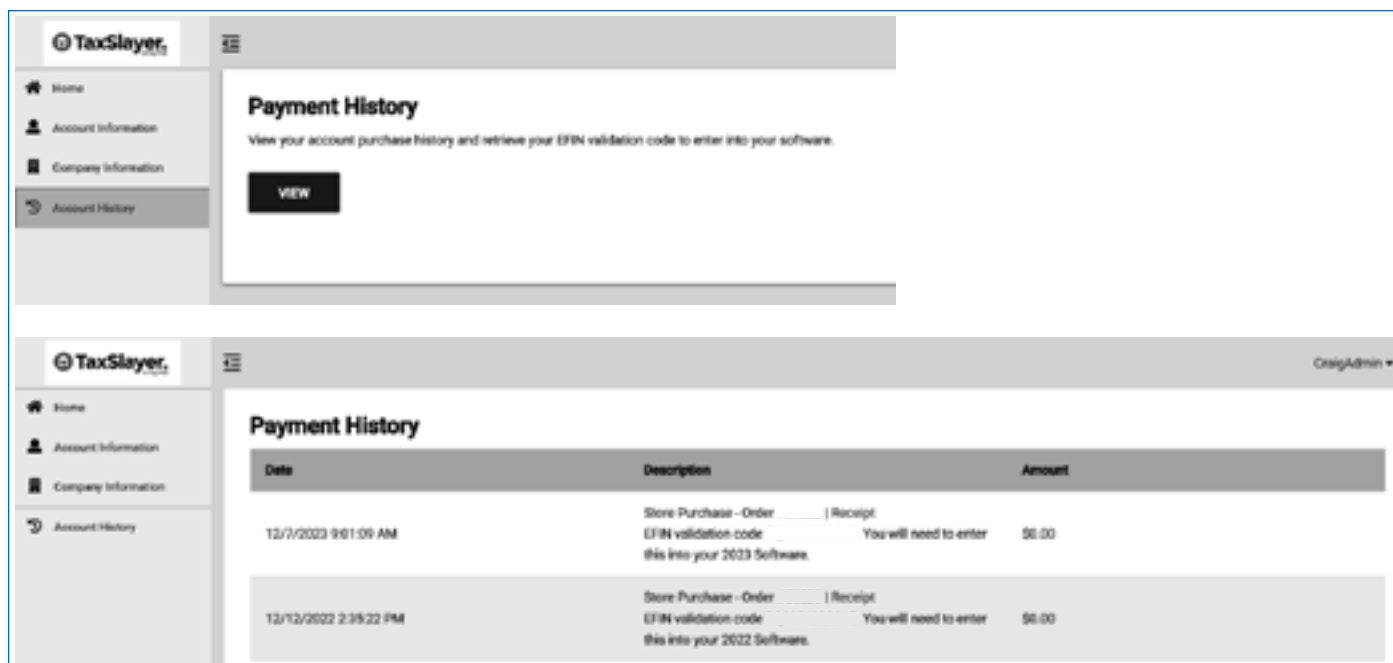 TaxSlayer
Home
Account Information
Company Information
Account History
Payment History
View your account purchase history and retrieve your EFIN validation code to enter into your software.
VIEW
TaxSlayer
CraigAdmin
Home
Account Information
Company Information
Account History
Payment History
Date Description Amount
Store Purchase - Order | Receipt
12/7/2023 9:01:09 AM EFIN validation code You will need to enter $0.00
this into your 2023 Software.
Store Purchase - Order | Receipt
12/12/2022 2:35:22 PM EFIN validation code You will need to enter $0.00
this into your 2022 Software.